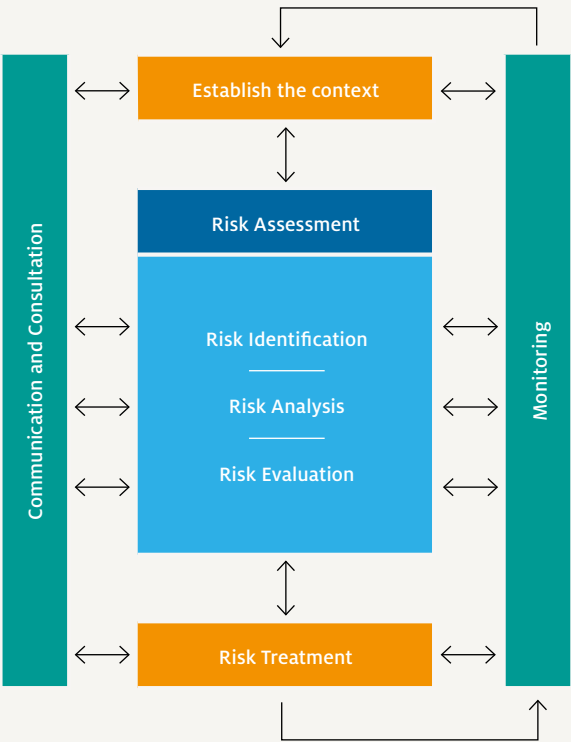 Establish the context
Risk Assessment
Risk Identification
Risk Analysis
Risk Evaluation
Risk Treatment
Communication and Consultation
Monitoring